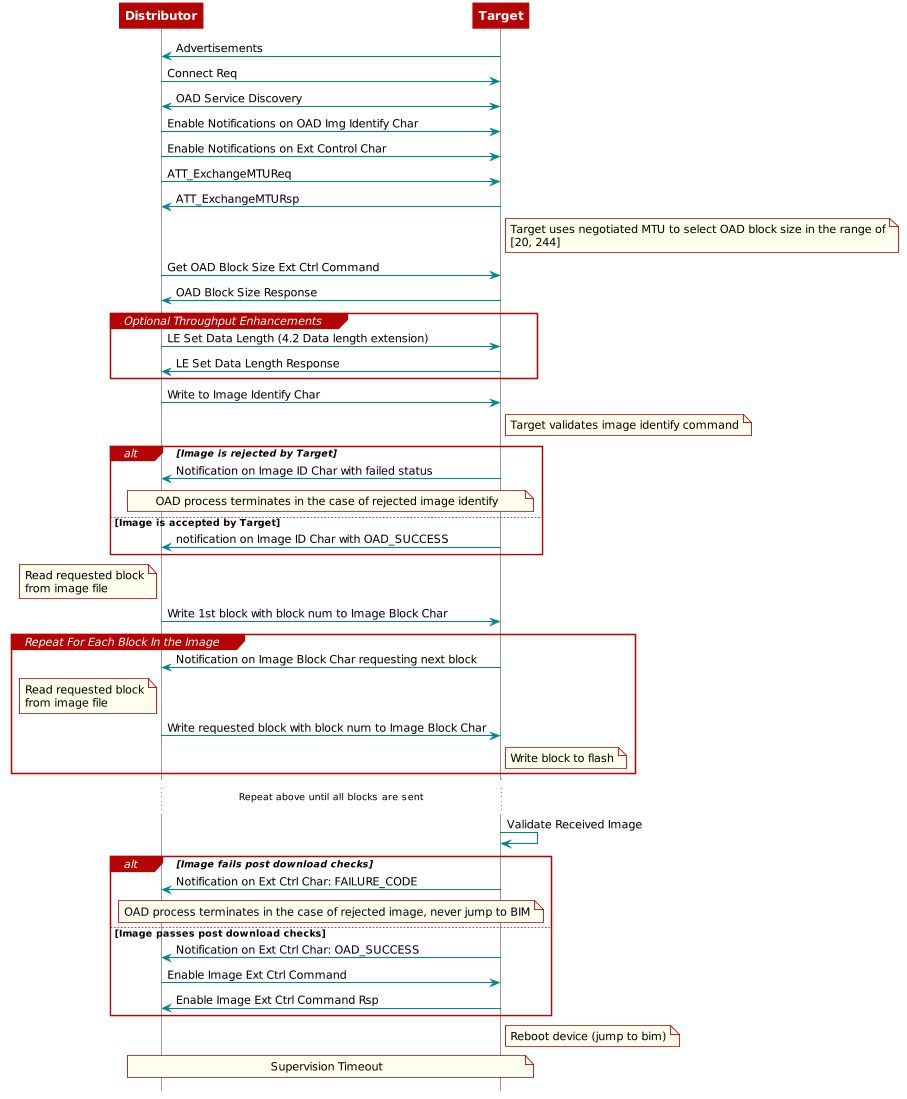 Distributor
Target
Advertisements
Connect Req
OAD Service Discovery
Enable Notifications on OAD Img Identify Char
Enable Notifications on Ext Control Char
ATT_ExchangeMTUReq
ATT_ExchangeMTURsp
Target uses negotiated MTU to select OAD block size in the range of
[20, 244]
Get OAD Block Size Ext Ctrl Command
OAD Block Size Response
Optional Throughput Enhancements
LE Set Data Length (4.2 Data length extension)
LE Set Data Length Response
Write to Image Identify Char
Target validates image identify command
alt
[Image is rejected by Target]
Notification on Image ID Char with failed status
OAD process terminates in the case of rejected image identify
[Image is accepted by Target]
notification on Image ID Char with OAD_SUCCESS
Read requested block
from image file
Write 1st block with block num to Image Block Char
Repeat For Each Block In the Image
Notification on Image Block Char requesting next block
Read requested block
from image file
Write requested block with block num to Image Block Char
Write block to flash
Repeat above until all blocks are sent
Validate Received Image
alt
[Image fails post download checks]
Notification on Ext Ctrl Char: FAILURE_CODE
OAD process terminates in the case of rejected image, never jump to BIM
[Image passes post download checks]
Notification on Ext Ctrl Char: OAD_SUCCESS
Enable Image Ext Ctrl Command
Enable Image Ext Ctrl Command Rsp
Reboot device (jump to bim)
Supervision Timeout